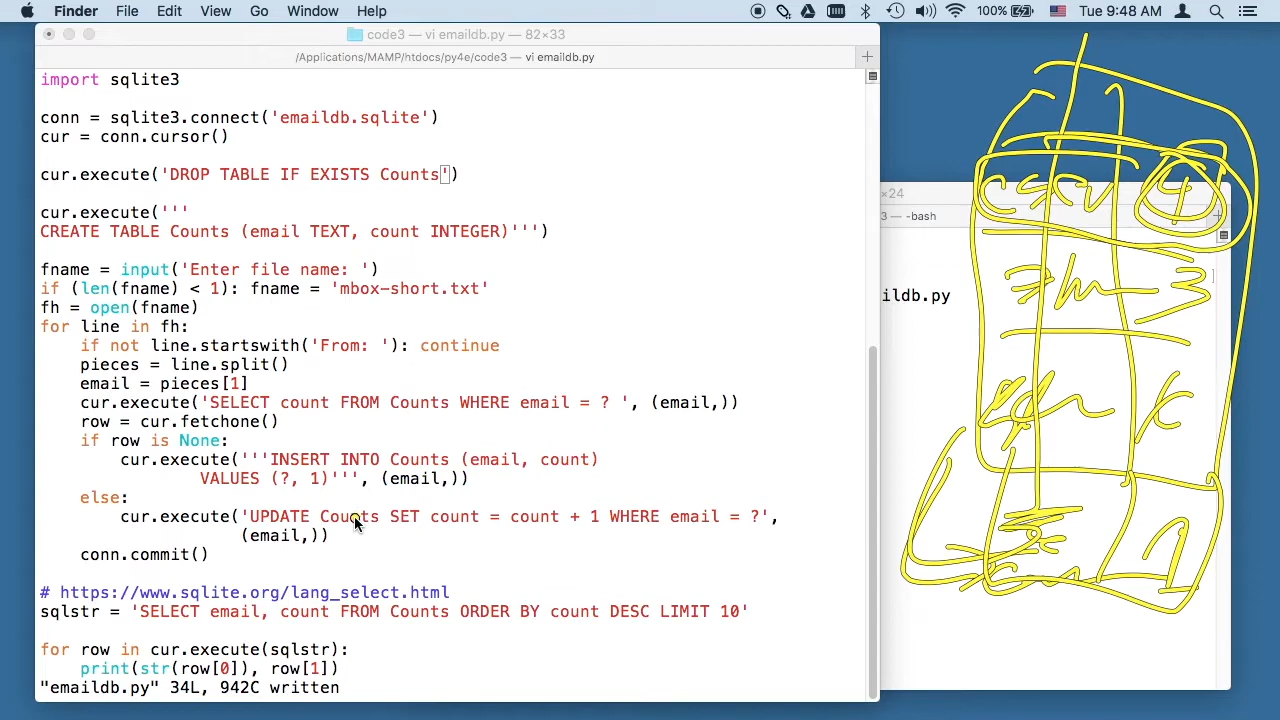 Finder File Edit View Go Window Help 100% Tue 9:48 AM
code3 — vi emaildb.py — 82×33
/Applications/MAMP/htdocs/py4e/code3 — vi emaildb.py
import sqlite3
conn = sqlite3.connect('emaildb.sqlite')
cur = conn.cursor()
cur.execute('DROP TABLE IF EXISTS Counts')
cur.execute('''
CREATE TABLE Counts (email TEXT, count INTEGER)''')
fname = input('Enter file name: ')
if (len(fname) < 1): fname = 'mbox-short.txt'
fh = open(fname)
for line in fh:
    if not line.startswith('From: '): continue
    pieces = line.split()
    email = pieces[1]
    cur.execute('SELECT count FROM Counts WHERE email = ? ', (email,))
    row = cur.fetchone()
    if row is None:
        cur.execute('''INSERT INTO Counts (email, count)
                VALUES (?, 1)''', (email,))
    else:
        cur.execute('UPDATE Counts SET count = count + 1 WHERE email = ?',
                    (email,))
    conn.commit()
# https://www.sqlite.org/lang_select.html
sqlstr = 'SELECT email, count FROM Counts ORDER BY count DESC LIMIT 10'
for row in cur.execute(sqlstr):
    print(str(row[0]), row[1])
"emaildb.py" 34L, 942C written
×24
3 — -bash
ildb.py
csev 4
3
1